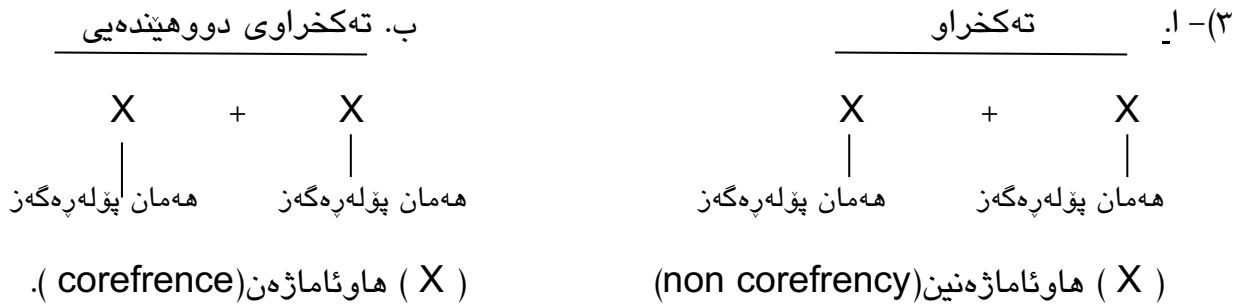 ٣)- ا. تەکخراو ب. تەکخراوی دووهێندەیی
X + X X + X
هەمان پۆلەڕەگەز هەمان پۆلەڕەگەز هەمان پۆلەڕەگەز هەمان پۆلەڕەگەز
( X ) هاوئاماژەنین(non corefrency) ( X ) هاوئاماژەن(corefrence ).